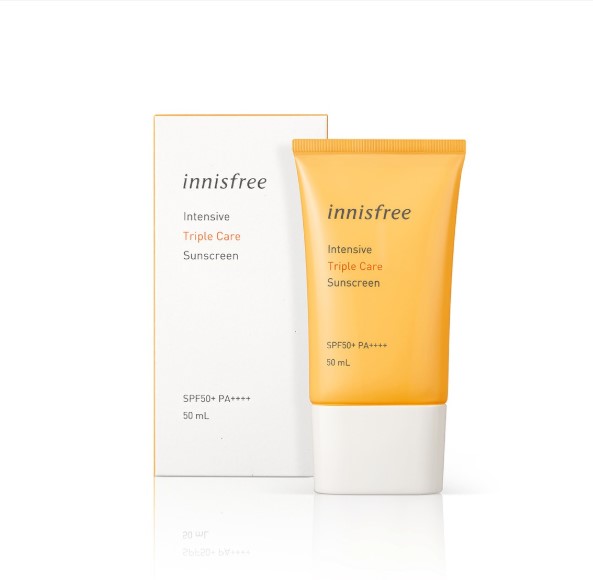 innisfree
Intensive
Triple Care
Sunscreen
SPF50+ PA++++
50 mL
innisfree
Intensive
Triple Care
Sunscreen
SPF50+ PA++++
50 mL